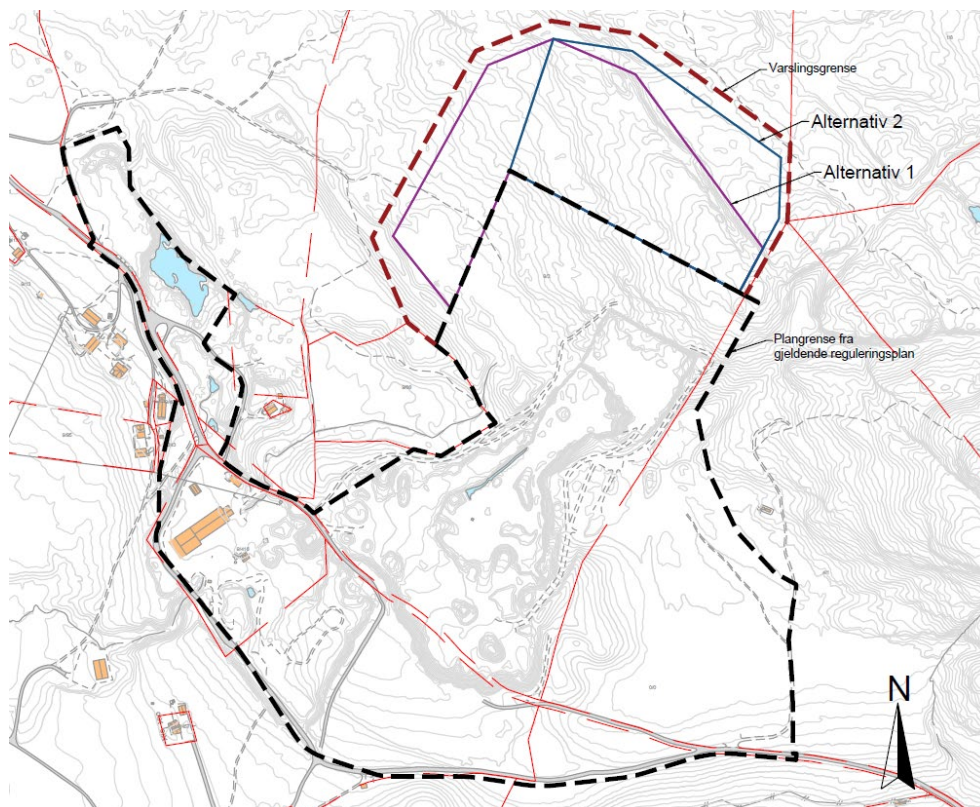 Varslingsgrense
Alternativ 2
Alternativ 1
Plangrense fra
gjeldende reguleringsplan
N